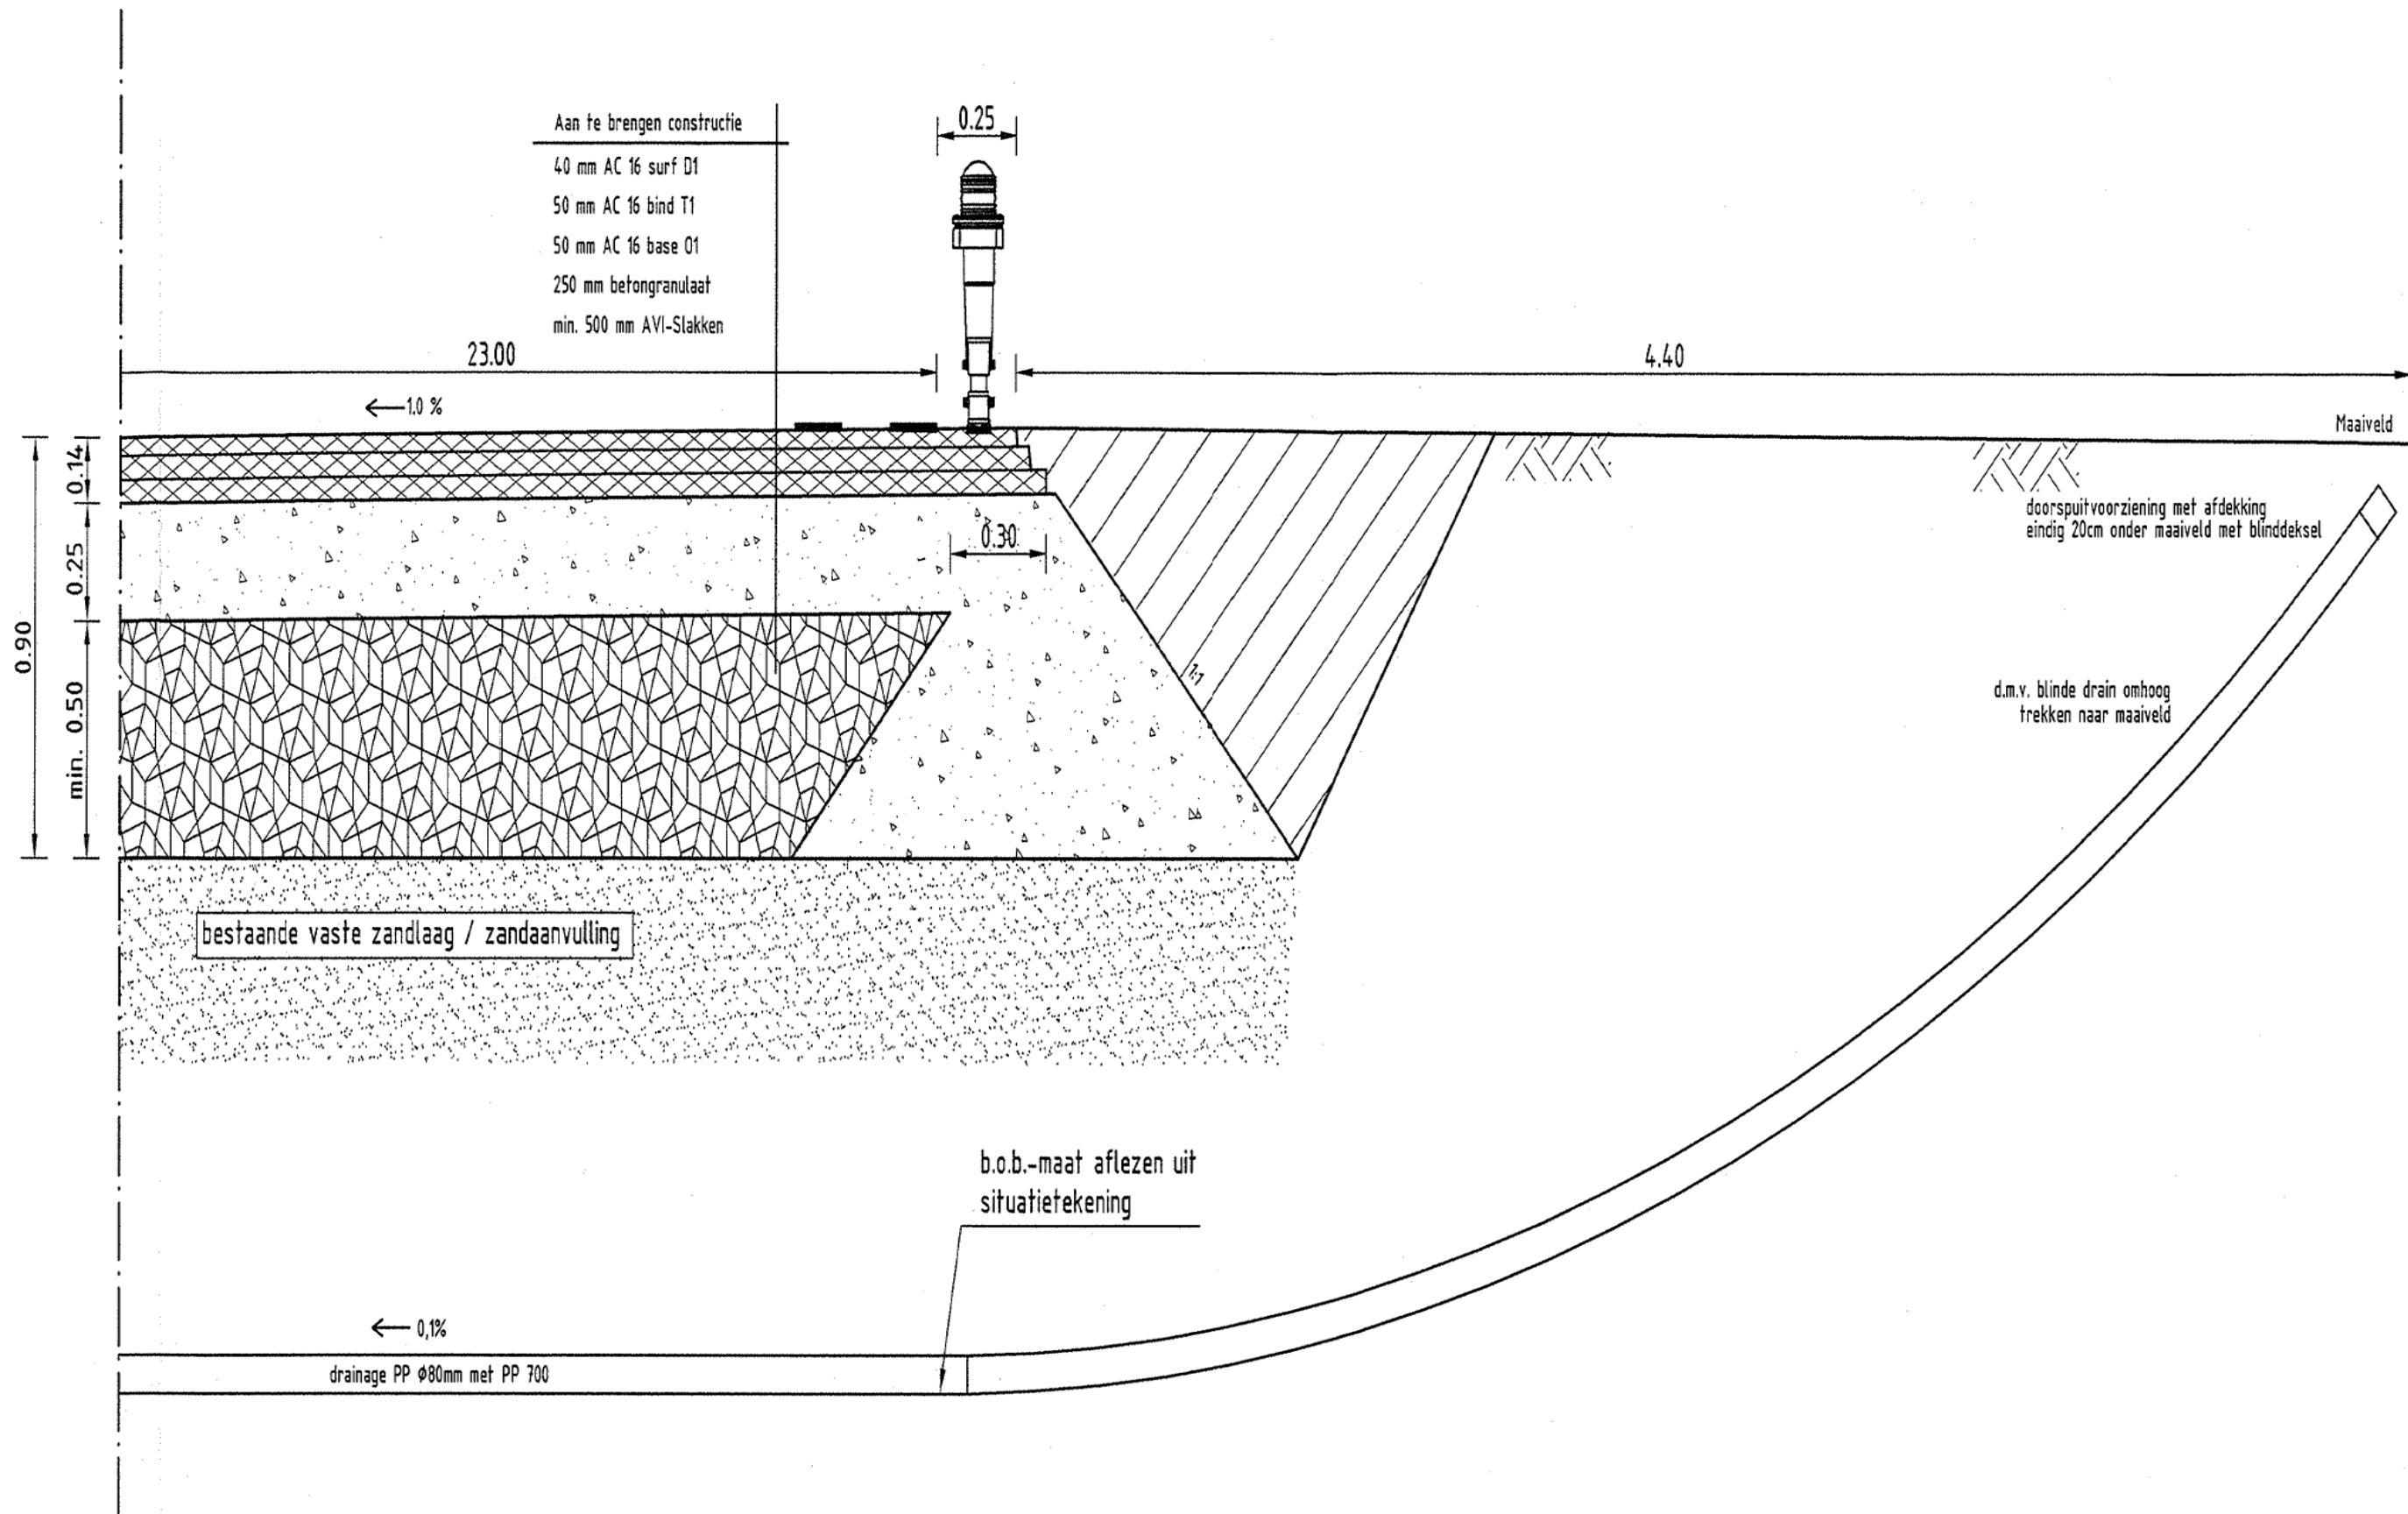 Aan te brengen constructie
40 mm AC 16 surf D1
50 mm AC 16 bind T1
50 mm AC 16 base 01
250 mm betongranulaat
min. 500 mm AVI-Slakken
0.25
23.00
4.40
1.0 %
Maaiveld
0.14
0.25
0.90
min. 0.50
0.30
1:1
doorspuitvoorziening met afdekking
eindig 20cm onder maaiveld met blinddeksel
d.m.v. blinde drain omhoog
trekken naar maaiveld
bestaande vaste zandlaag / zandaanvulling
b.o.b.-maat aflezen uit
situatietekening
0,1%
drainage PP ϕ80mm met PP 700